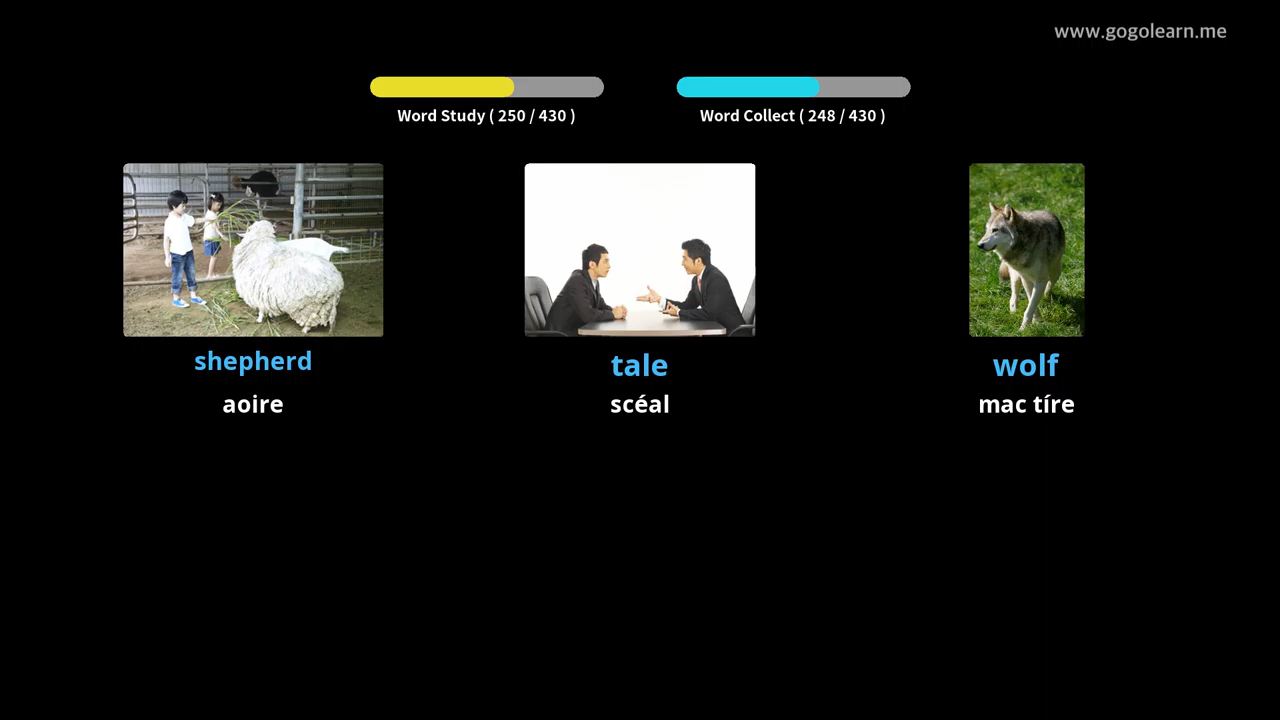 www.gogolearn.me
Word Study ( 250 / 430 )
Word Collect ( 248 / 430 )
shepherd
aoire
tale
scéal
wolf
mac tíre